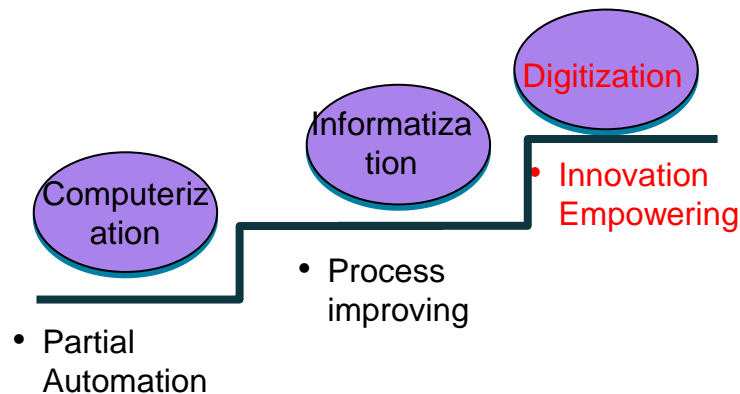 Computeriz
ation
• Partial
Automation
Informatiza
tion
• Process
improving
Digitization
• Innovation
Empowering